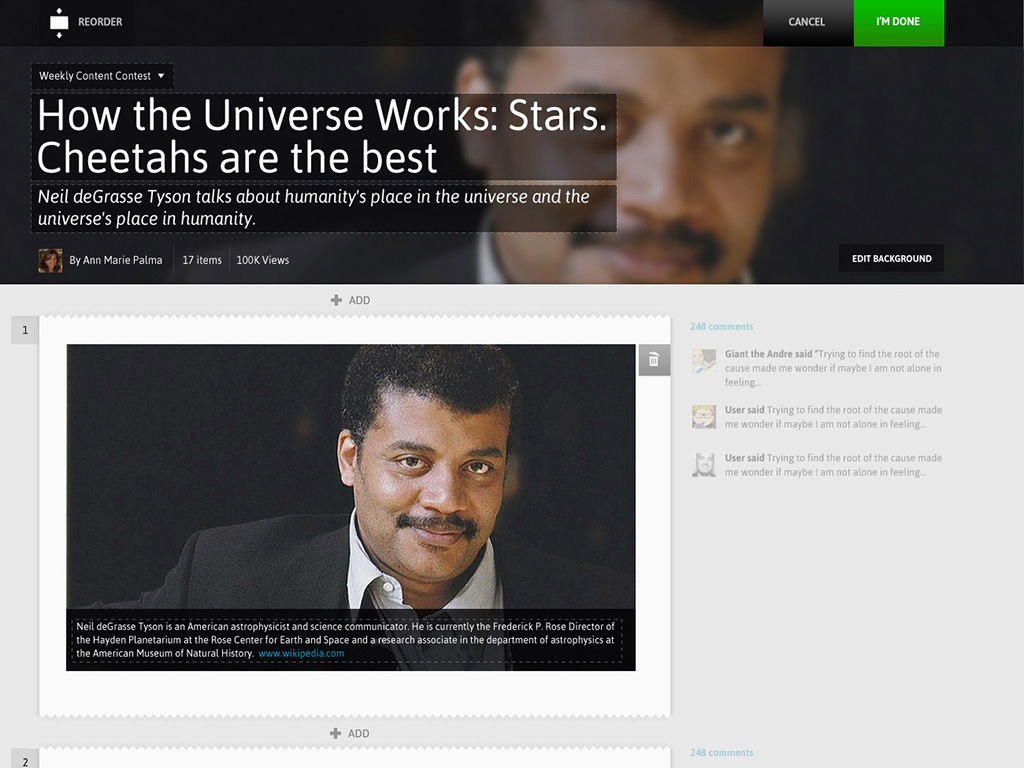 REORDER
CANCEL
I'M DONE
Weekly Content Contest
How the Universe Works: Stars.
Cheetahs are the best
Neil deGrasse Tyson talks about humanity's place in the universe and the
universe's place in humanity.
By Ann Marie Palma
17 items
100K Views
EDIT BACKGROUND
ADD
1
248 comments
Giant the Andre said "Trying to find the root of the
cause made me wonder if maybe I am not alone in
feeling...
User said Trying to find the root of the cause made
me wonder if maybe I am not alone in feeling...
User said Trying to find the root of the cause made
me wonder if maybe I am not alone in feeling...
Neil deGrasse Tyson is an American astrophysicist and science communicator. He is currently the Frederick P. Rose Director of
the Hayden Planetarium at the Rose Center for Earth and Space and a research associate in the department of astrophysics at
the American Museum of Natural History. www.wikipedia.com
ADD
2
248 comments